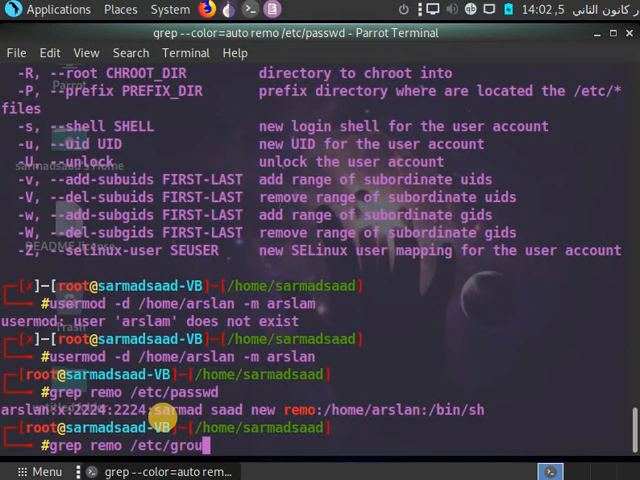 Applications Places System ر كانون الثاني 14:02,5
grep --color=auto remo /etc/passwd - Parrot Terminal
File Edit View Search Terminal Help
-R, --root CHROOT_DIR directory to chroot into
-P, --prefix PREFIX_DIR prefix directory where are located the /etc/*
files
-s, --shell SHELL new login shell for the user account
-u, --uid UID new UID for the user account
-U, --unlock unlock the user account
-v, --add-subuids FIRST-LAST add range of subordinate uids
-V, --del-subuids FIRST-LAST remove range of subordinate uids
-w, --add-subgids FIRST-LAST add range of subordinate gids
-W, --del-subgids FIRST-LAST remove range of subordinate gids
-Z, --selinux-user SEUSER new SELinux user mapping for the user account
Parrot
sarmadsaad's Home
README license
Trash
┌─[✗]─[root@sarmadsaad-VB]─[/home/sarmadsaad]
└──╼ #usermod -d /home/arslan -m arslam
usermod: user 'arslam' does not exist
┌─[✗]─[root@sarmadsaad-VB]─[/home/sarmadsaad]
└──╼ #usermod -d /home/arslan -m arslan
┌─[root@sarmadsaad-VB]─[/home/sarmadsaad]
└──╼ #grep remo /etc/passwd
arslan:x:2224:2224:sarmad saad new remo:/home/arslan:/bin/sh
┌─[root@sarmadsaad-VB]─[/home/sarmadsaad]
└──╼ #grep remo /etc/grou
Menu grep --color=auto rem...